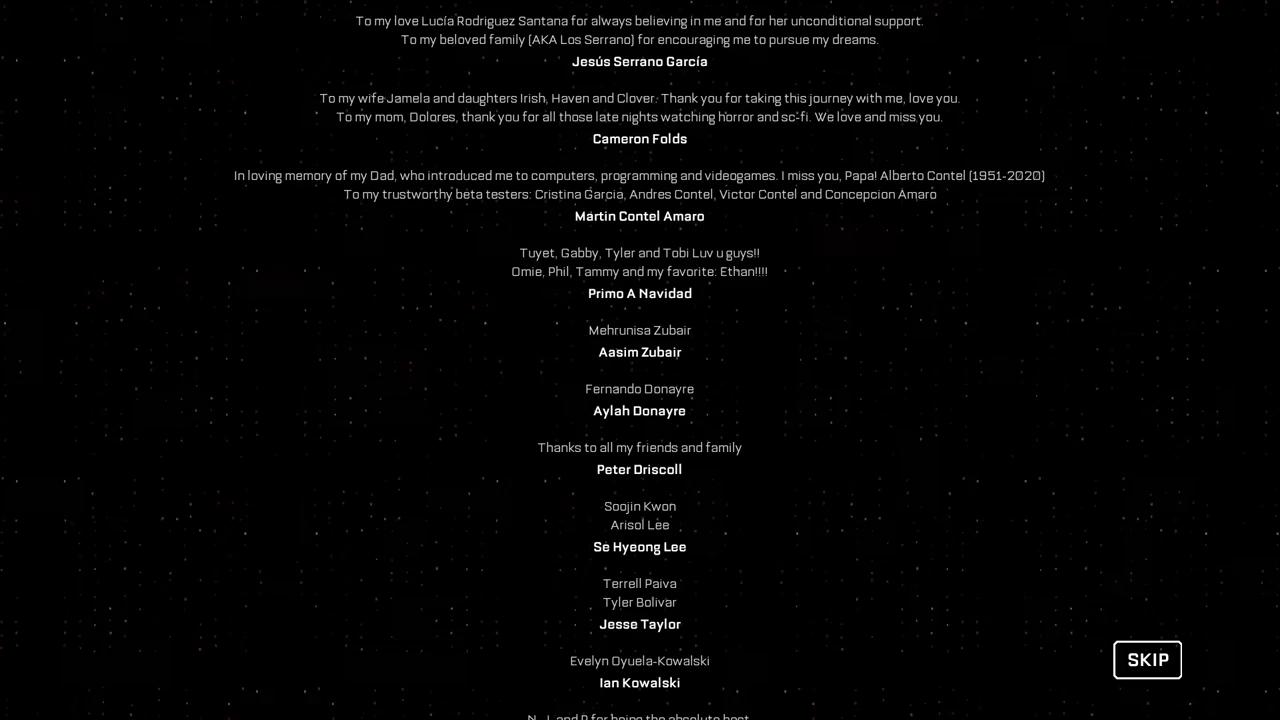 To my love Lucía Rodriguez Santana for always believing in me and for her unconditional support.
To my beloved family (AKA Los Serrano) for encouraging me to pursue my dreams.
Jesús Serrano García
To my wife Jamela and daughters Irish, Haven and Clover. Thank you for taking this journey with me, love you.
To my mom, Dolores, thank you for all those late nights watching horror and sc-fi. We love and miss you.
Cameron Folds
In loving memory of my Dad, who introduced me to computers, programming and videogames. I miss you, Papa! Alberto Contel (1951-2020)
To my trustworthy beta testers: Cristina Garcia, Andres Contel, Victor Contel and Concepcion Amaro
Martin Contel Amaro
Tuyet, Gabby, Tyler and Tobi Luv u guys!!
Omie, Phil, Tammy and my favorite: Ethan!!!!
Primo A Navidad
Mehrunisa Zubair
Aasim Zubair
Fernando Donayre
Aylah Donayre
Thanks to all my friends and family
Peter Driscoll
Soojin Kwon
Arisol Lee
Se Hyeong Lee
Terrell Paiva
Tyler Bolivar
Jesse Taylor
Evelyn Oyuela-Kowalski
Ian Kowalski
SKIP
for being the absolute best